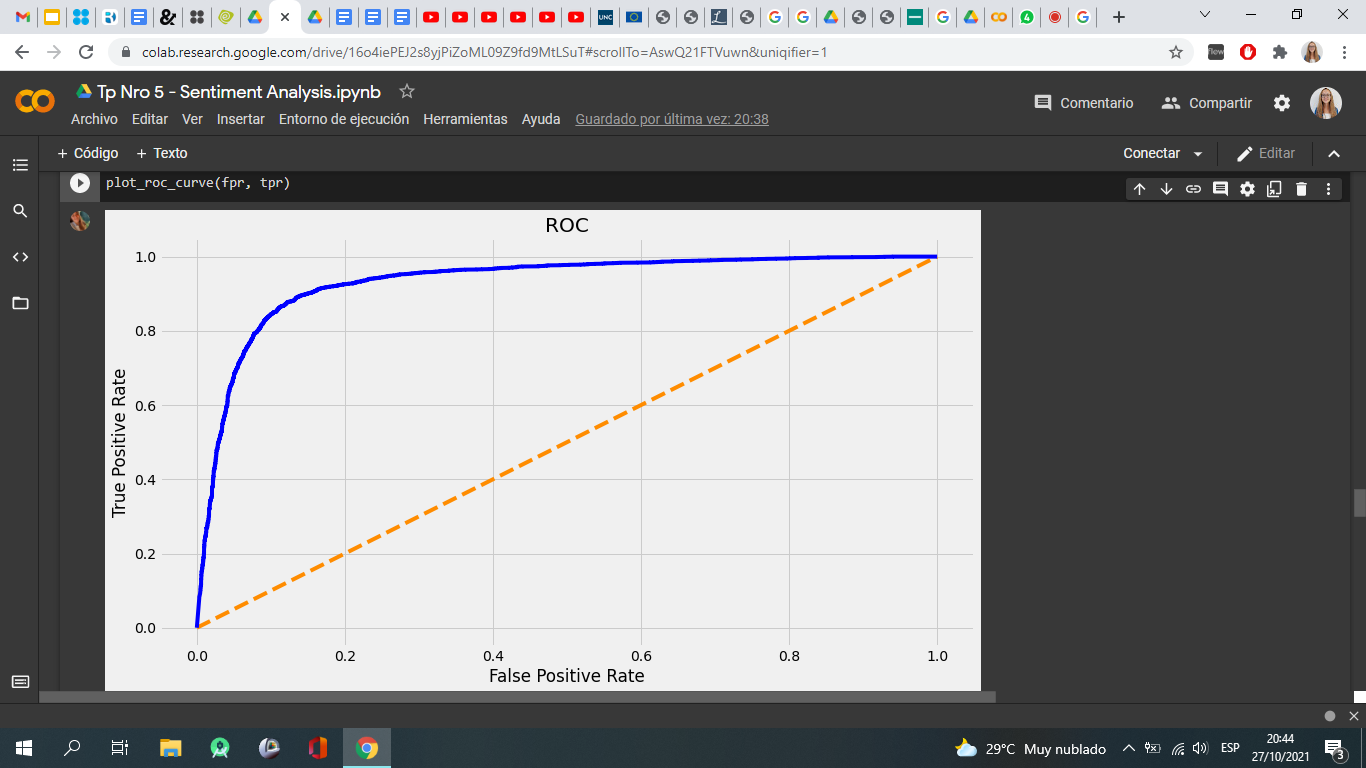 colab.research.google.com/drive/16o4iePEJ2s8yjPiZoML09Z9fd9MtLSuT#scrollTo=AswQ21FTVuwn&uniqifier=1
Tp Nro 5 - Sentiment Analysis.ipynb
Comentario
Compartir
Archivo Editar Ver Insertar Entorno de ejecución Herramientas Ayuda Guardado por última vez: 20:38
+ Código + Texto
Conectar
Editar
plot_roc_curve(fpr, tpr)
ROC
True Positive Rate
1.0
0.8
0.6
0.4
0.2
0.0
0.0 0.2 0.4 0.6 0.8 1.0
False Positive Rate
29°C Muy nublado
ESP
20:44
27/10/2021
3